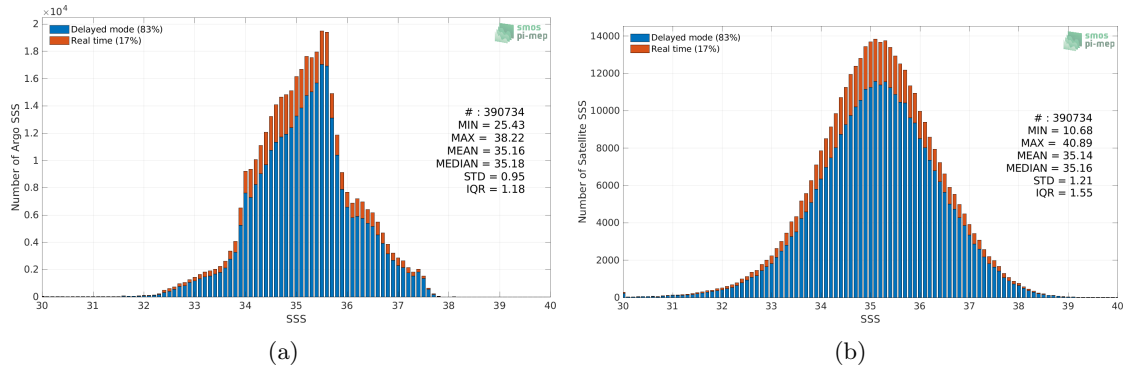 ×10⁴
Delayed mode (83%)
Real time (17%)
smos
pi-mep
2
1.8
1.6
1.4
1.2
1
0.8
0.6
0.4
0.2
0
Number of Argo SSS
# : 390734
MIN = 25.43
MAX = 38.22
MEAN = 35.16
MEDIAN = 35.18
STD = 0.95
IQR = 1.18
30 31 32 33 34 35 36 37 38 39 40
SSS
(a)
Delayed mode (83%)
Real time (17%)
smos
pi-mep
14000
12000
10000
8000
6000
4000
2000
0
Number of Satellite SSS
# : 390734
MIN = 10.68
MAX = 40.89
MEAN = 35.14
MEDIAN = 35.16
STD = 1.21
IQR = 1.55
30 31 32 33 34 35 36 37 38 39 40
SSS
(b)